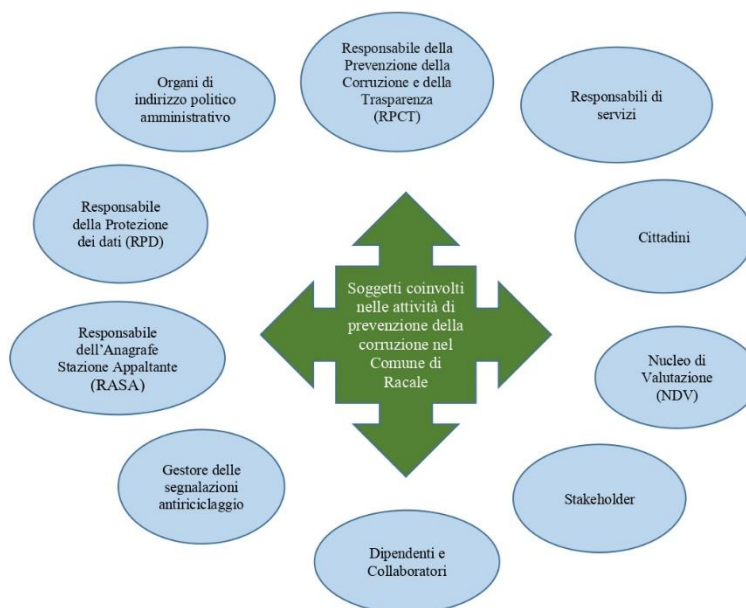 Responsabile della
Prevenzione della
Corruzione e della
Trasparenza
(RPCT)
Organi di
indirizzo politico
amministrativo
Responsabili di
servizi
Responsabile
della Protezione
dei dati (RPD)
Cittadini
Soggetti coinvolti
nelle attività di
prevenzione della
corruzione nel
Comune di
Racale
Responsabile
dell'Anagrafe
Stazione Appaltante
(RASA)
Nucleo di
Valutazione
(NDV)
Gestore delle
segnalazioni
antiriciclaggio
Stakeholder
Dipendenti e
Collaboratori